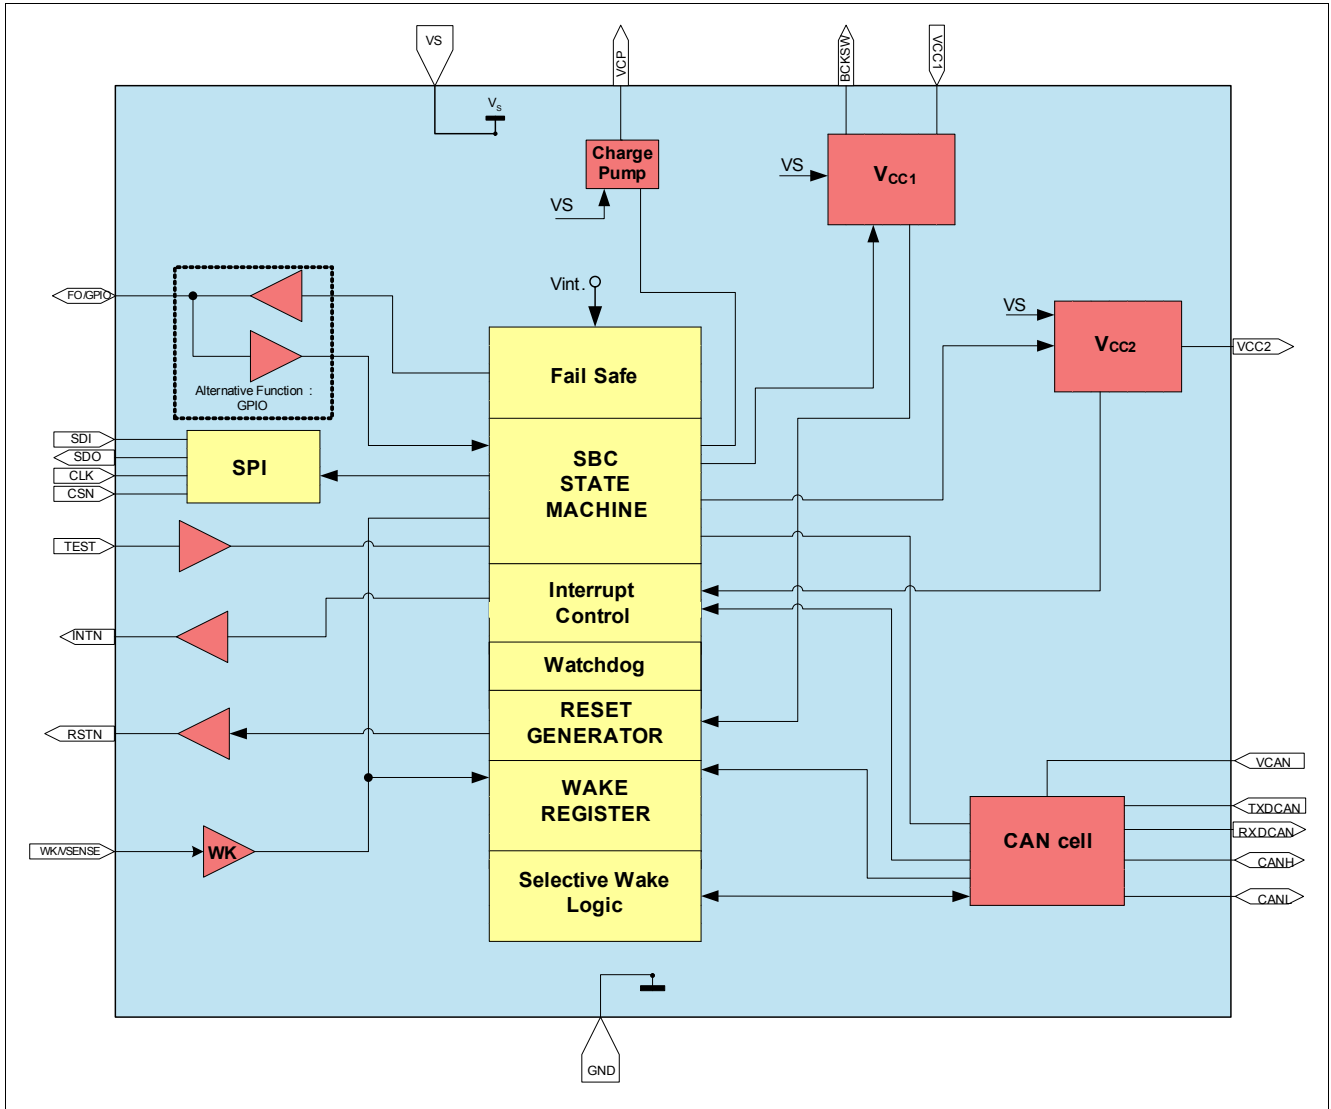 VS
VCP
BCKSW
VCC1
VS
Charge
Pump
VS
VS
VCC1
FO/GPIO
Alternative Function :
GPIO
Vint.
VS
VCC2
VCC2
Fail Safe
SDI
SDO
CLK
CSN
SPI
SBC
STATE
MACHINE
TEST
Interrupt
Control
INTN
Watchdog
RSTN
RESET
GENERATOR
WAKE
REGISTER
WK/VSENSE
WK
Selective Wake
Logic
VCAN
TXDCAN
RXDCAN
CANH
CANL
CAN cell
GND